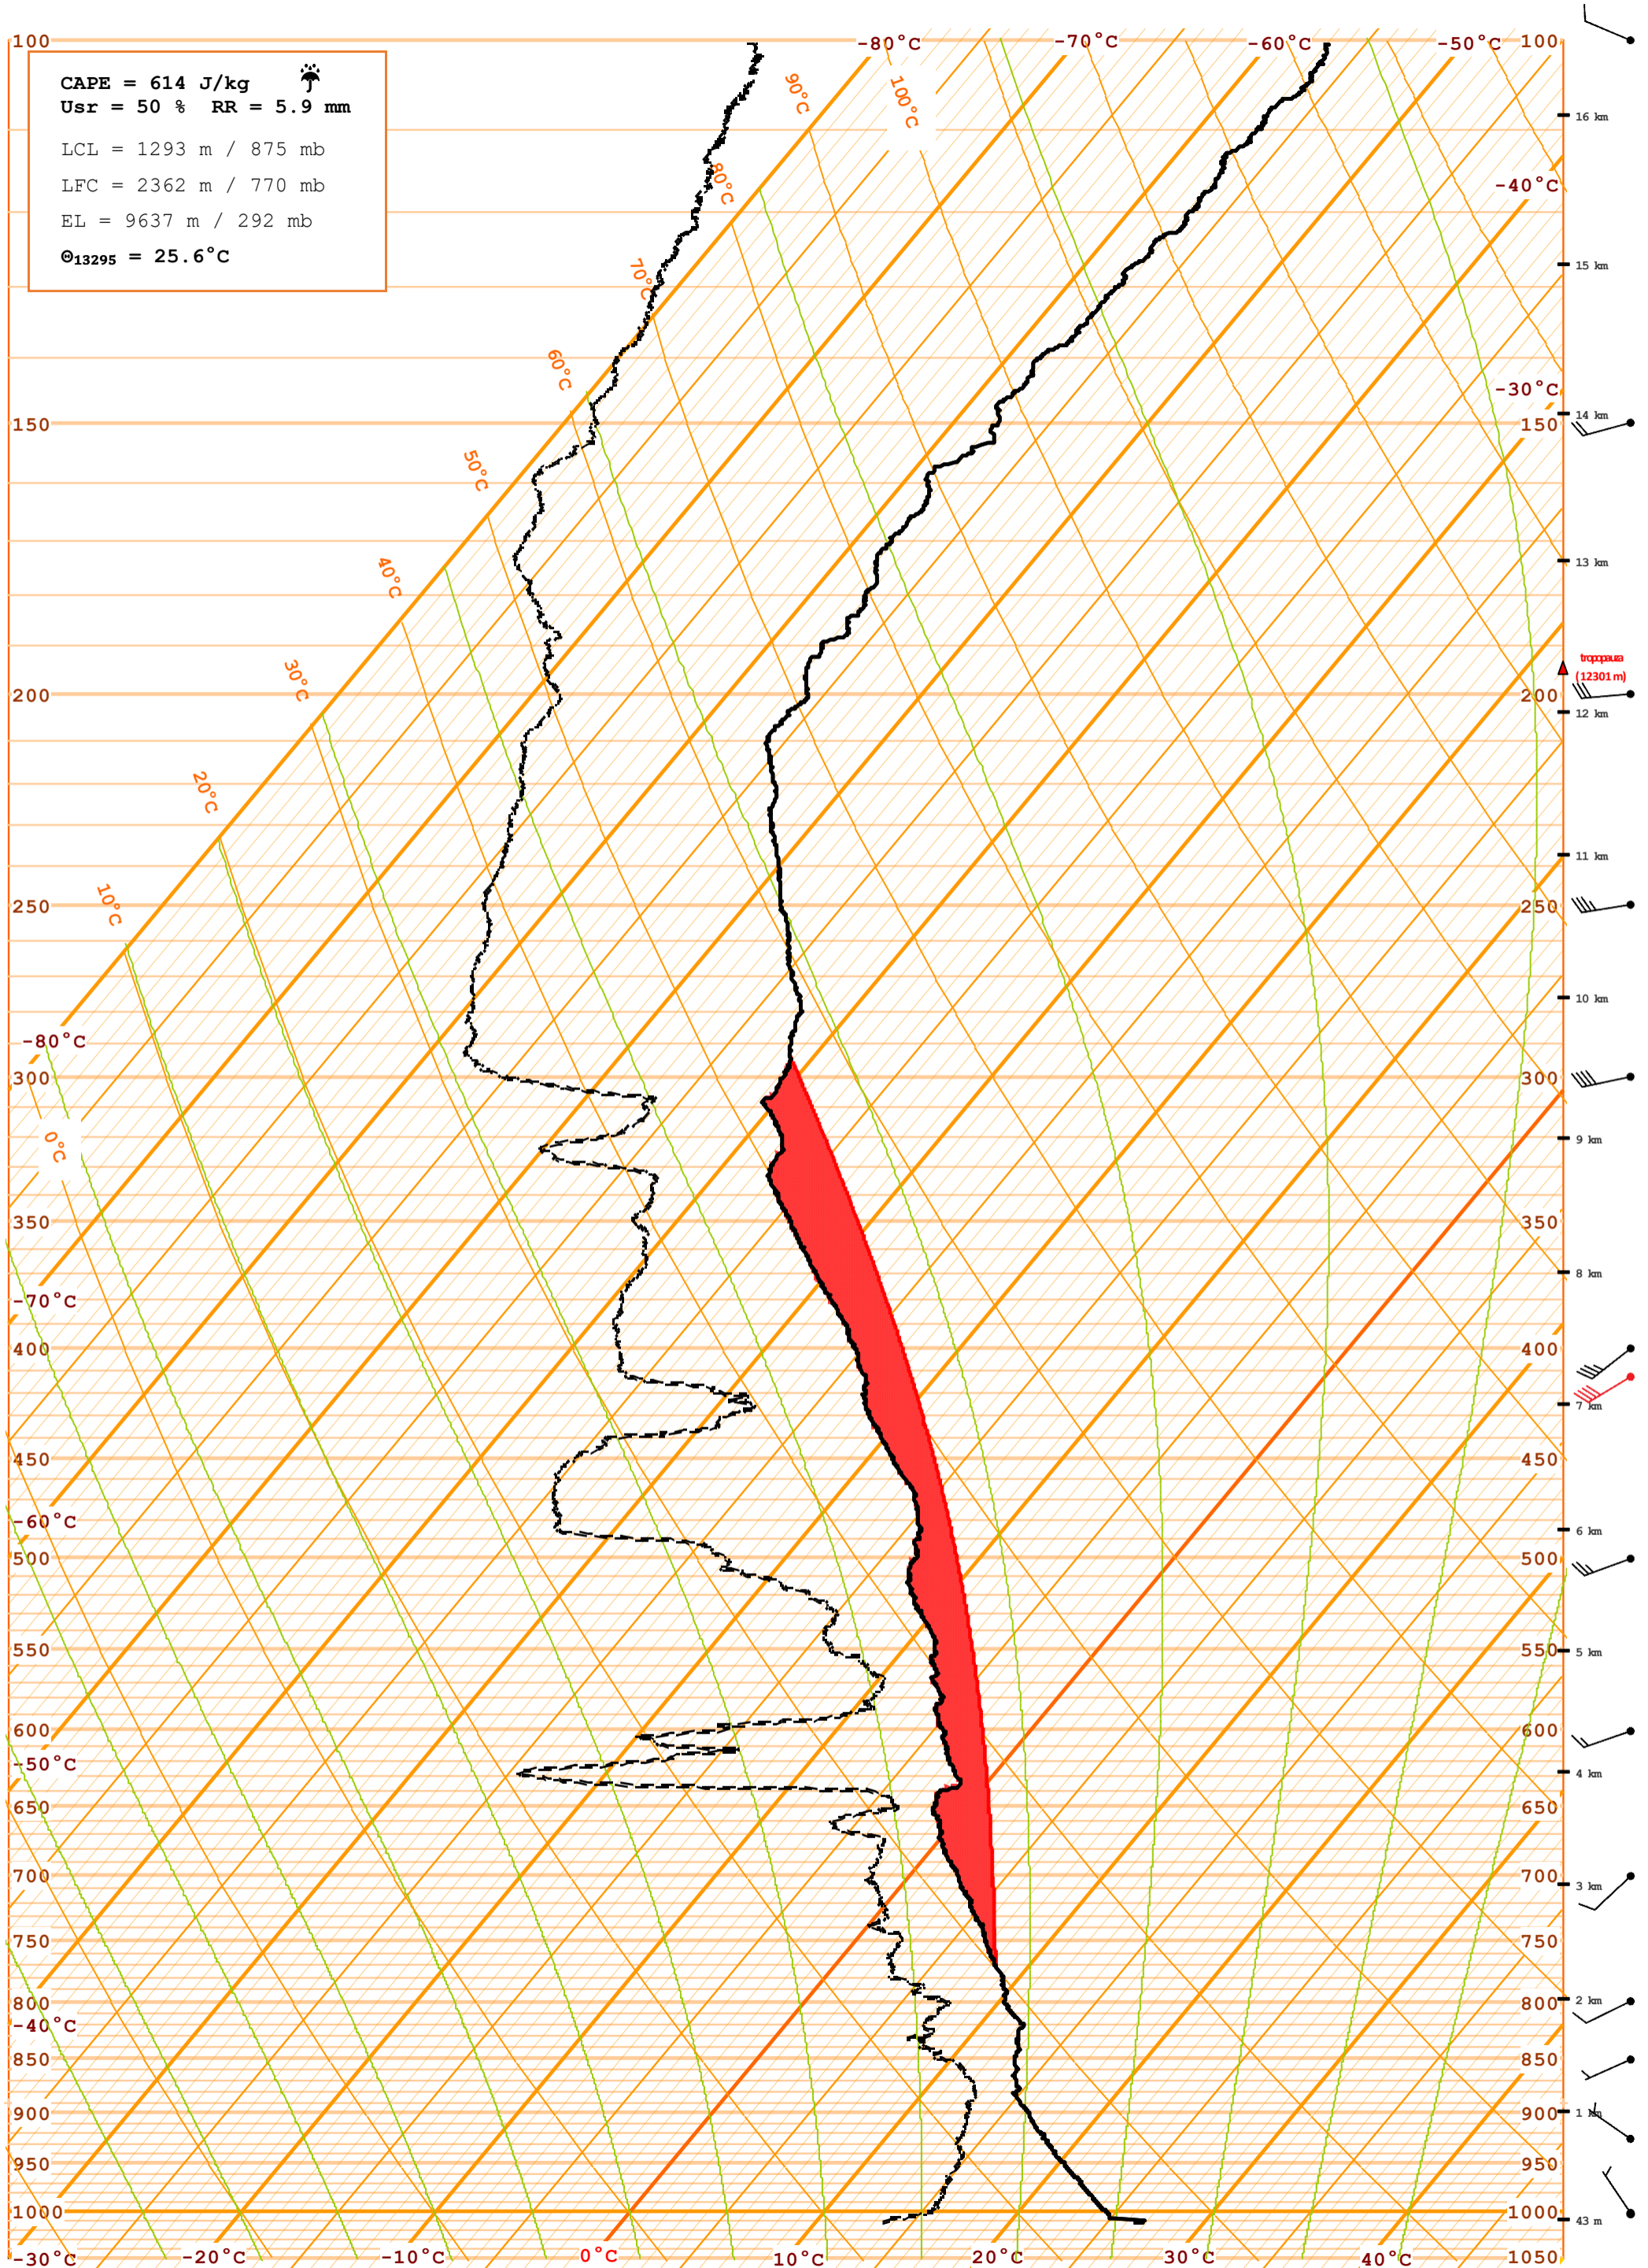 100 -80°C -70°C -60°C -50°C 100
CAPE = 614 J/kg
Usr = 50 %  RR = 5.9 mm
LCL = 1293 m / 875 mb
LFC = 2362 m / 770 mb
EL = 9637 m / 292 mb
Θ13295 = 25.6°C
90°C 100°C
16 km
80°C -40°C
70°C 15 km
60°C -30°C
14 km
150 150
50°C
40°C 13 km
30°C tropopauza
(12301 m)
200 200
12 km
20°C
11 km
10°C 250 250
10 km
-80°C
300 300
0°C 9 km
350 350
8 km
-70°C
400 400
7 km
450 450
-60°C 6 km
500 500
550 550 5 km
600 600
-50°C 4 km
650 650
700 700
3 km
750 750
800 800 2 km
-40°C
850 850
900 900 1 km
950 950
1000 1000
43 m
-30°C -20°C -10°C 0°C 10°C 20°C 30°C 40°C 1050